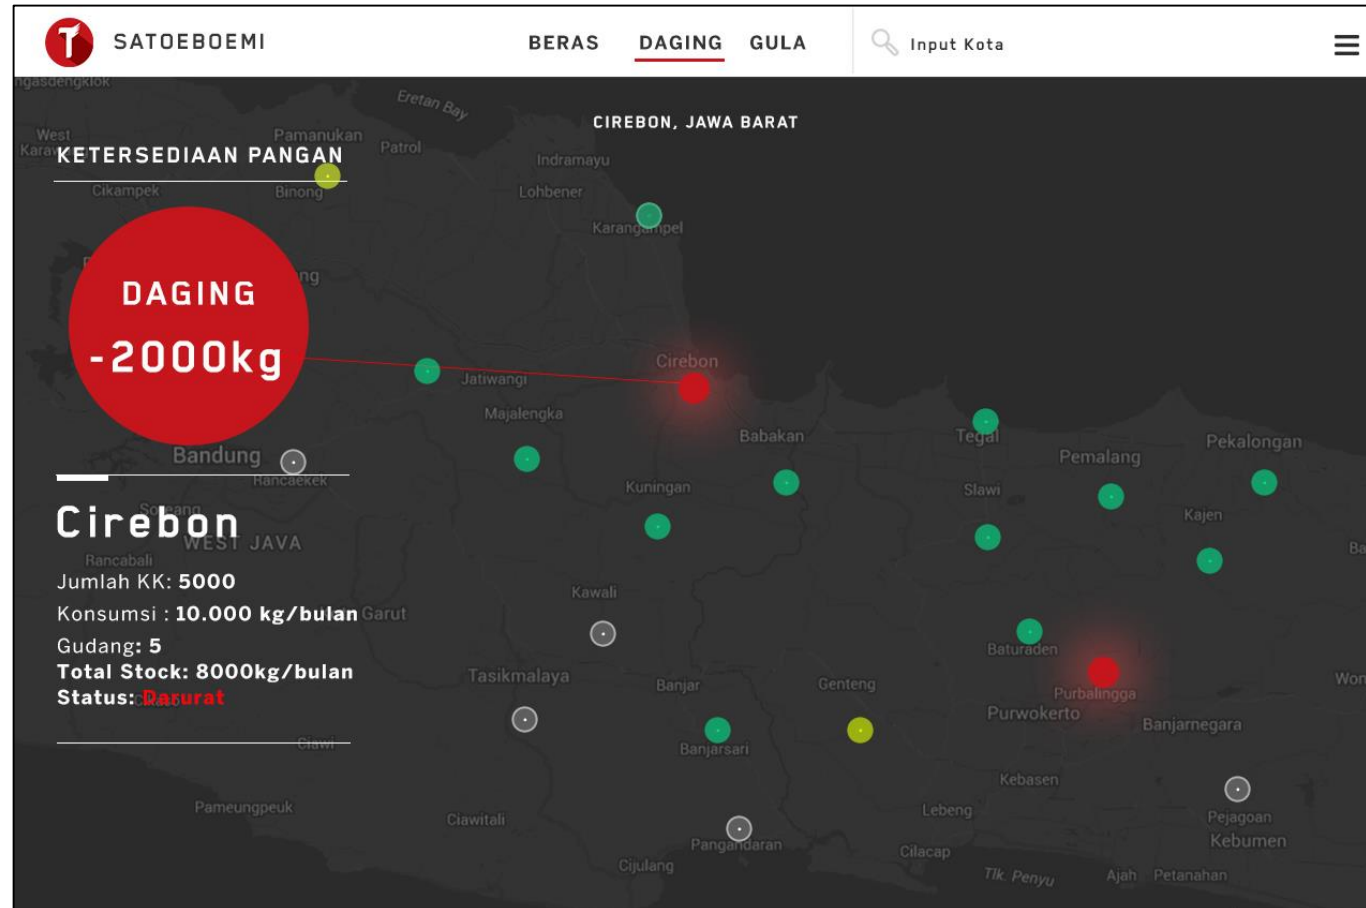 SATOEBOEMI
BERAS DAGING GULA
Input Kota
ngasdengklok
Eretan Bay
CIREBON, JAWA BARAT
West
Pamanukan
Patrol
KETERSEDIAAN PANGAN
Indramayu
Cikampek
Binong
Lohbener
Karangampel
DAGING
-2000kg
Cirebon
Jatiwangi
Majalengka
Babakan
Tegal
Pekalongan
Bandung
Pemalang
Rancaekek
Kuningan
Slawi
Kajen
Soreang
Cirebon
WEST JAVA
Rancabali
Jumlah KK: 5000
Kawali
Konsumsi : 10.000 kg/bulan
Garut
Gudang: 5
Baturaden
Total Stock: 8000kg/bulan
Tasikmalaya
Banjar
Genteng
Purbalingga
Status: Darurat
Purwokerto
Banjarnegara
Ciawi
Banjarsari
Kebasen
Pameungpeuk
Ciawitali
Lebeng
Pejagoan
Pangandaran
Kebumen
Cilacap
Cijulang
Tlk. Penyu
Ajah
Petanahan